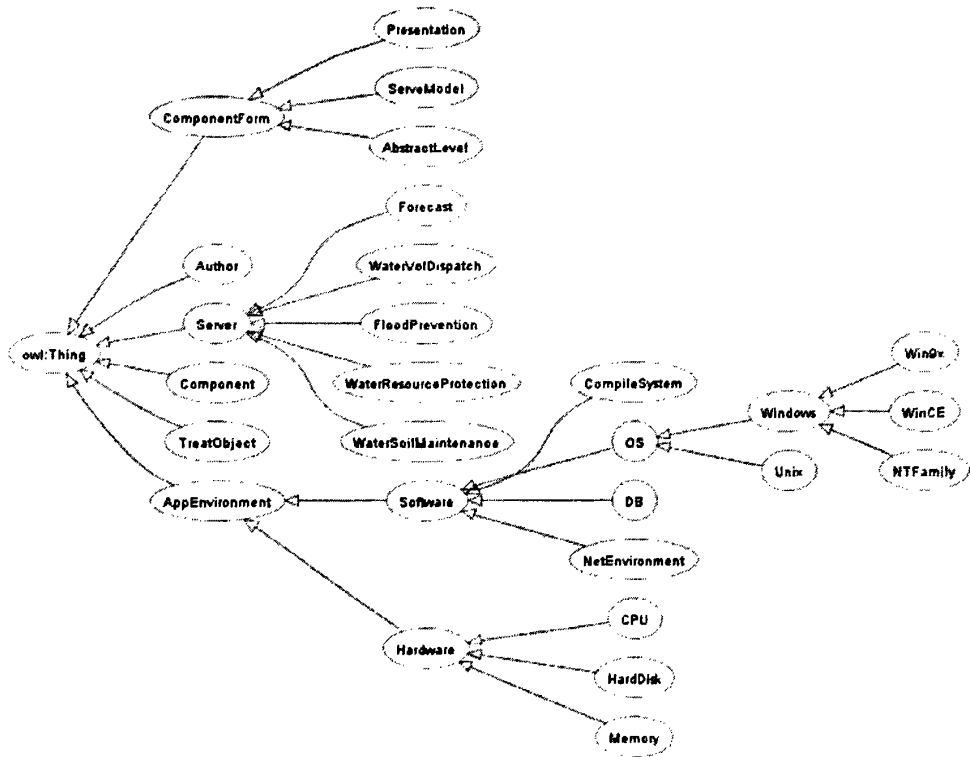 Presentation
ServeModel
ComponentForm
AbstractLevel
Forecast
Author
WaterVolDispatch
Server
FloodPrevention
owl:Thing
Win9x
Component
WaterResourceProtection
CompileSystem
Windows
WinCE
TreatObject
WaterSoilMaintenance
OS
Unix
NTFamily
AppEnvironment
Software
DB
NetEnvironment
CPU
Hardware
HardDisk
Memory